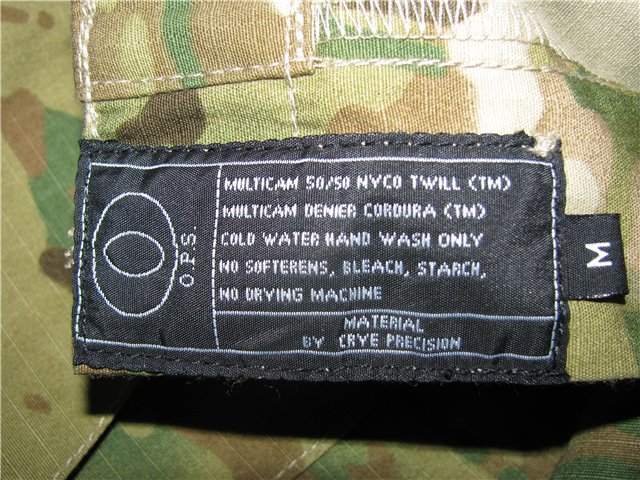 MULTICAM 50/50 NYCO TWILL (TM)
MULTICAM DENIER CORDURA (TM)
COLD WATER HAND WASH ONLY
NO SOFTERENS, BLEACH, STARCH,
NO DRYING MACHINE
MATERIAL
BY CRYE PRECISION
O.P.S.
M